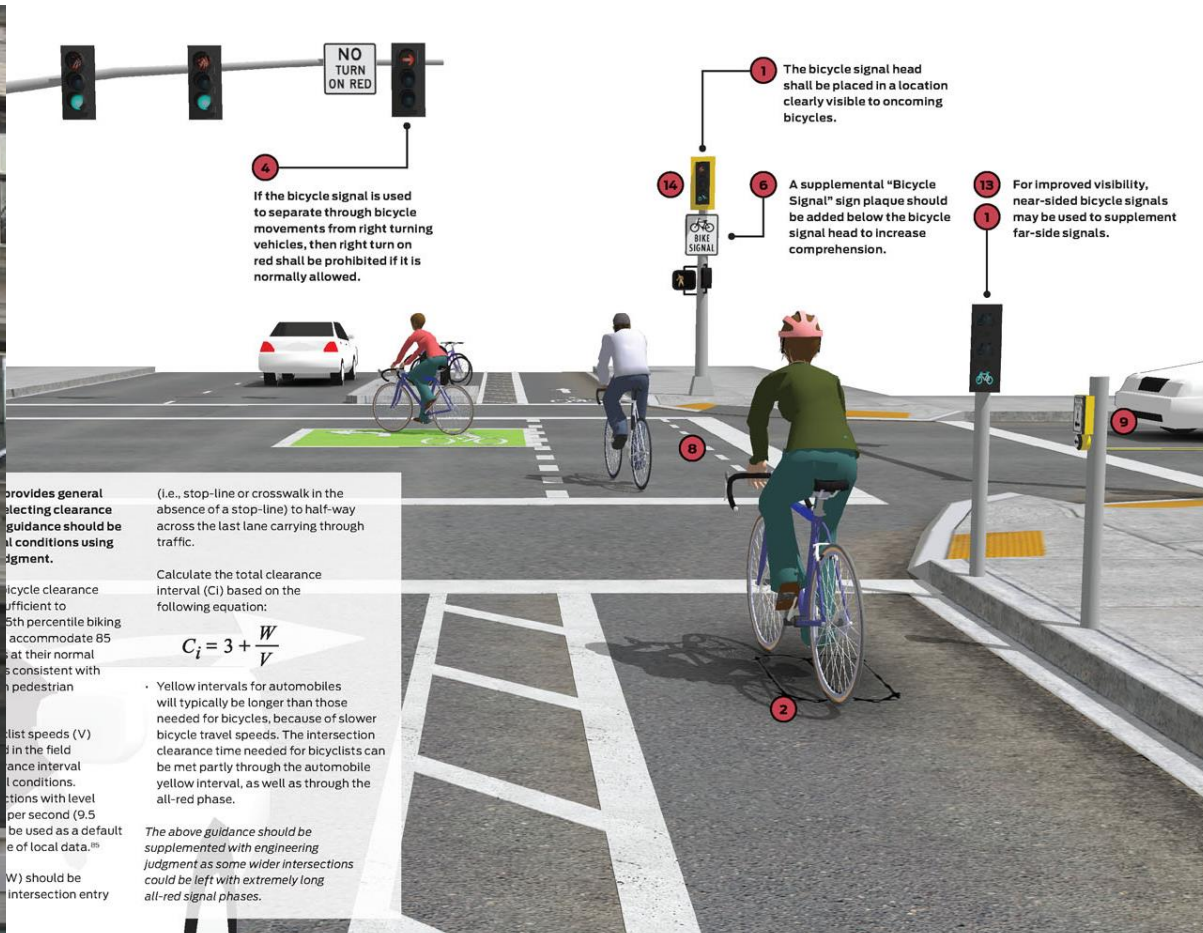 NO
TURN
ON RED
1
The bicycle signal head
shall be placed in a location
clearly visible to oncoming
bicycles.
4
If the bicycle signal is used
to separate through bicycle
movements from right turning
vehicles, then right turn on
red shall be prohibited if it is
normally allowed.
14
BIKE
SIGNAL
6
A supplemental “Bicycle
Signal” sign plaque should
be added below the bicycle
signal head to increase
comprehension.
13
1
For improved visibility,
near-sided bicycle signals
may be used to supplement
far-side signals.
9
8
2
provides general
electing clearance
guidance should be
al conditions using
dgment.
icycle clearance
ufficient to
5th percentile biking
accommodate 85
s at their normal
s consistent with
n pedestrian
clist speeds (V)
d in the field
rance interval
l conditions.
ctions with level
per second (9.5
be used as a default
e of local data.⁸⁵
W) should be
intersection entry
(i.e., stop-line or crosswalk in the
absence of a stop-line) to half-way
across the last lane carrying through
traffic.
Calculate the total clearance
interval (Ci) based on the
following equation:
Cᵢ = 3 + W/V
· Yellow intervals for automobiles
will typically be longer than those
needed for bicycles, because of slower
bicycle travel speeds. The intersection
clearance time needed for bicyclists can
be met partly through the automobile
yellow interval, as well as through the
all-red phase.
The above guidance should be
supplemented with engineering
judgment as some wider intersections
could be left with extremely long
all-red signal phases.